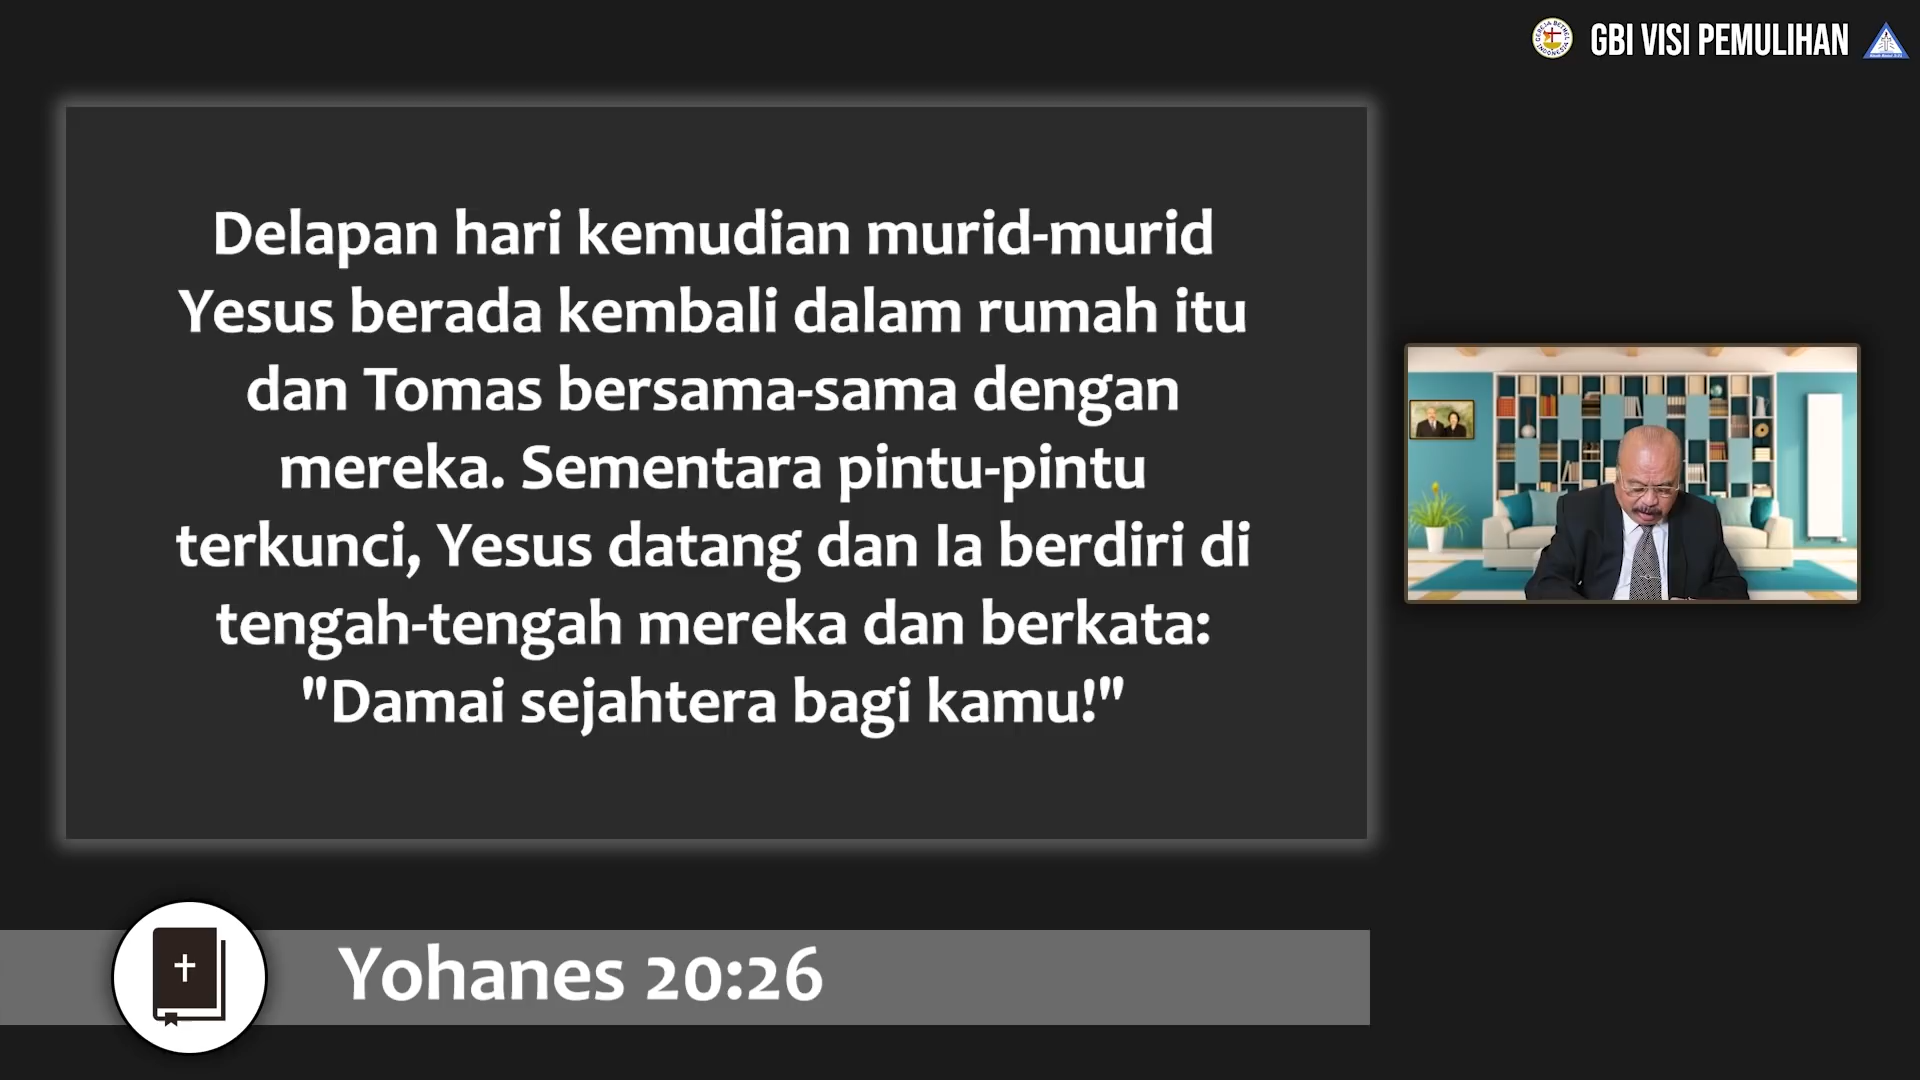 GBI VISI PEMULIHAN
Delapan hari kemudian murid-murid
Yesus berada kembali dalam rumah itu
dan Tomas bersama-sama dengan
mereka. Sementara pintu-pintu
terkunci, Yesus datang dan Ia berdiri di
tengah-tengah mereka dan berkata:
"Damai sejahtera bagi kamu!"
Yohanes 20:26